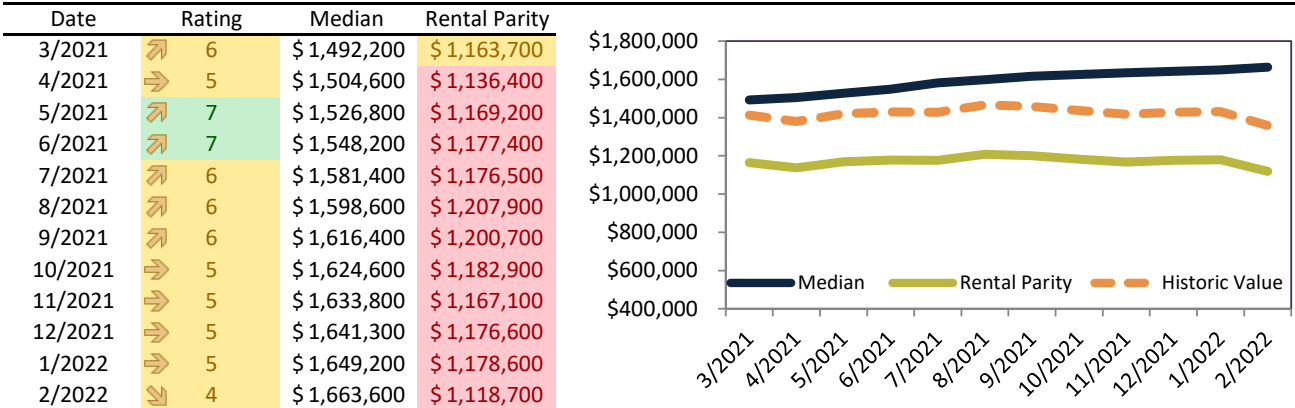 Date Rating Median Rental Parity
3/2021 6 $ 1,492,200 $ 1,163,700
4/2021 5 $ 1,504,600 $ 1,136,400
5/2021 7 $ 1,526,800 $ 1,169,200
6/2021 7 $ 1,548,200 $ 1,177,400
7/2021 6 $ 1,581,400 $ 1,176,500
8/2021 6 $ 1,598,600 $ 1,207,900
9/2021 6 $ 1,616,400 $ 1,200,700
10/2021 5 $ 1,624,600 $ 1,182,900
11/2021 5 $ 1,633,800 $ 1,167,100
12/2021 5 $ 1,641,300 $ 1,176,600
1/2022 5 $ 1,649,200 $ 1,178,600
2/2022 4 $ 1,663,600 $ 1,118,700
$1,800,000
$1,600,000
$1,400,000
$1,200,000
$1,000,000
$800,000
$600,000
$400,000
Median Rental Parity Historic Value
3/2021 4/2021 5/2021 6/2021 7/2021 8/2021 9/2021 10/2021 11/2021 12/2021 1/2022 2/2022